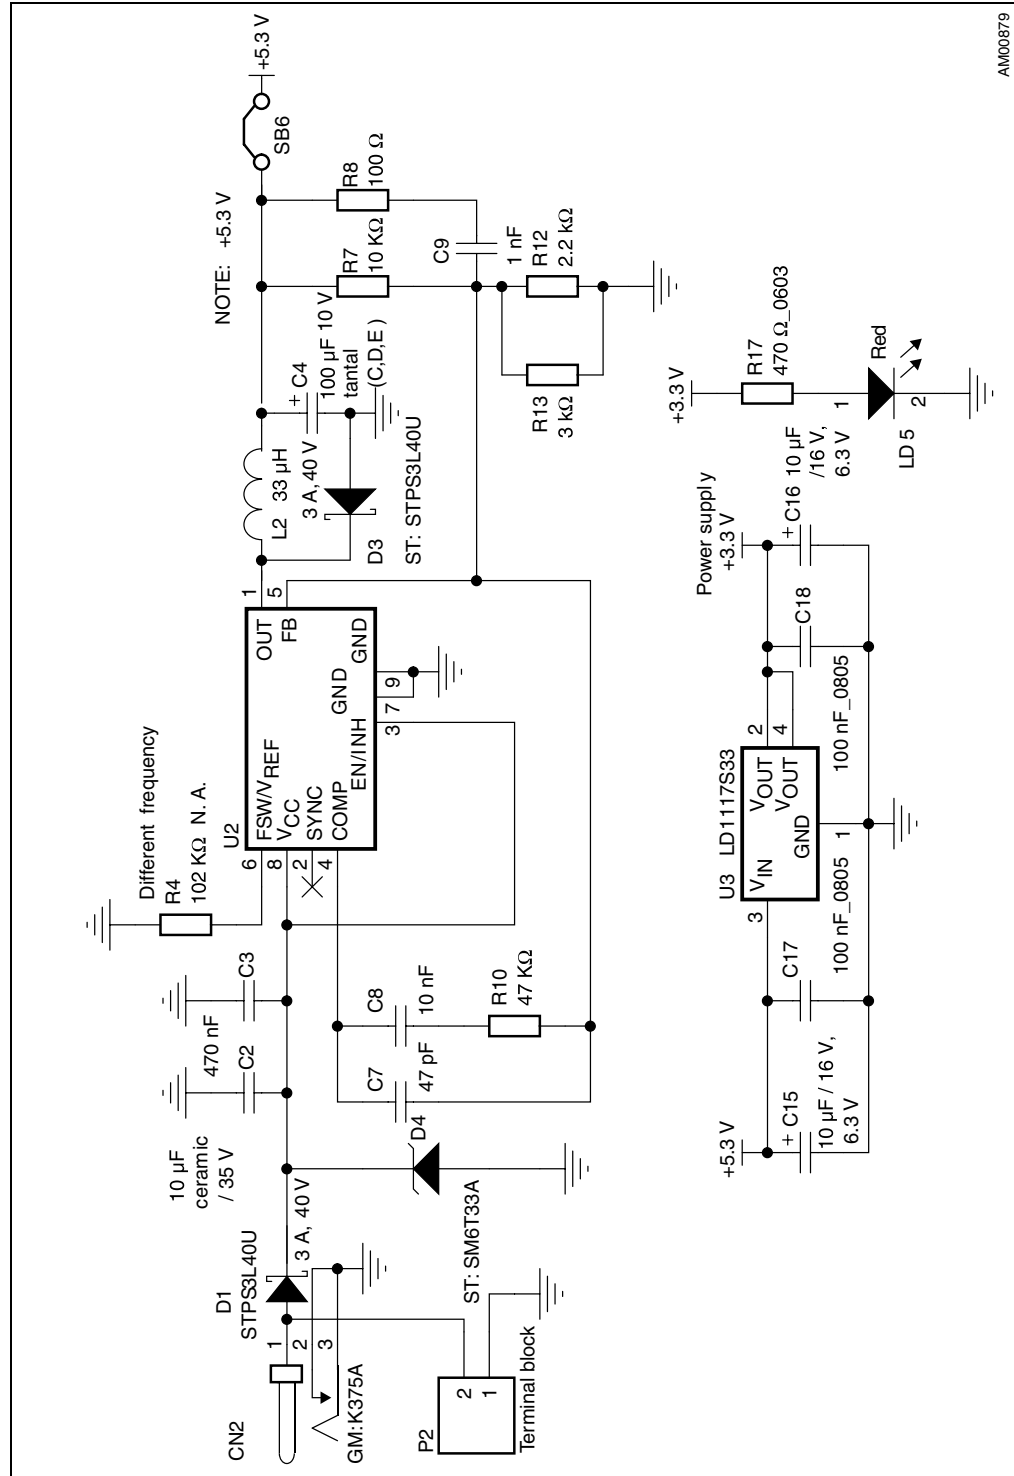 CN2
GM:K375A
1
2
3
D1
STPS3L40U
3 A, 40 V
P2
2
1
Terminal block
ST: SM6T33A
D4
10 µF
ceramic
/ 35 V
C2
470 nF
C3
C7
47 pF
C8
10 nF
R10
47 KΩ
Different frequency
R4
102 KΩ N. A.
U2
6
8
2
4
FSW/VREF
VCC
SYNC
COMP
OUT
FB
GND
GND
EN/INH
1
5
9
7
3
L2 33 µH
3 A, 40 V
D3
ST: STPS3L40U
+
C4
100 µF 10 V
tantal
(C,D,E )
NOTE: +5.3 V
R7
10 KΩ
R8
100 Ω
C9
1 nF
R12
2.2 kΩ
R13
3 kΩ
SB6
+5.3 V
+5.3 V
+
C15
10 µF / 16 V,
6.3 V
C17
100 nF_0805
U3 LD1117S33
3
VIN
VOUT
VOUT
GND
2
4
1
C18
100 nF_0805
Power supply
+3.3 V
+
C16 10 µF
/16 V,
6.3 V
+3.3 V
R17
470 Ω_0603
1
2
Red
LD 5
AM00879